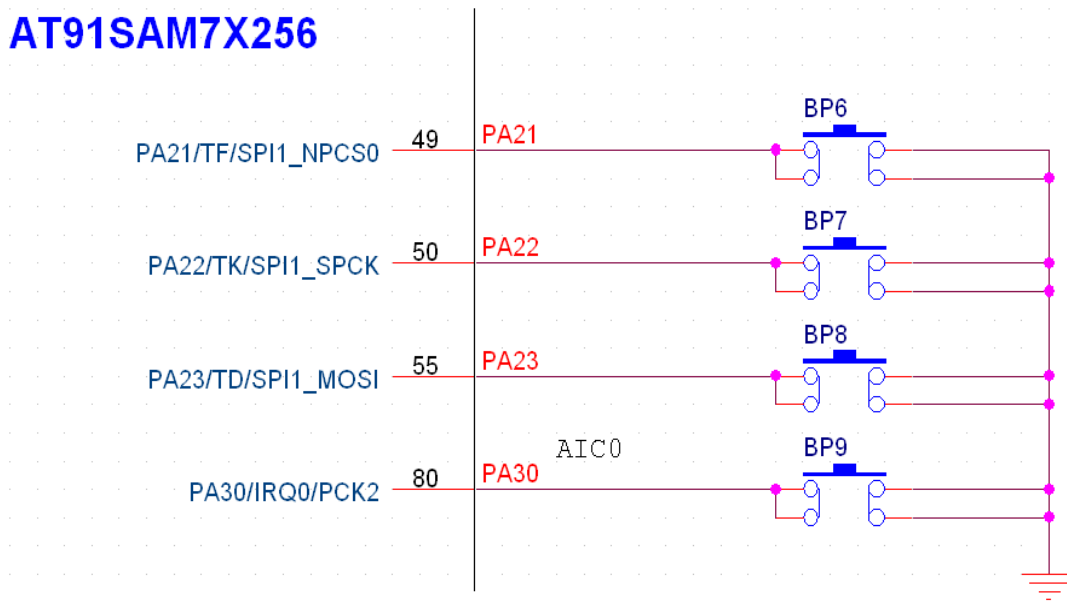 AT91SAM7X256
BP6
PA21/TF/SPI1_NPCS0 49 PA21
BP7
PA22/TK/SPI1_SPCK 50 PA22
BP8
PA23/TD/SPI1_MOSI 55 PA23
AIC0 BP9
PA30/IRQ0/PCK2 80 PA30